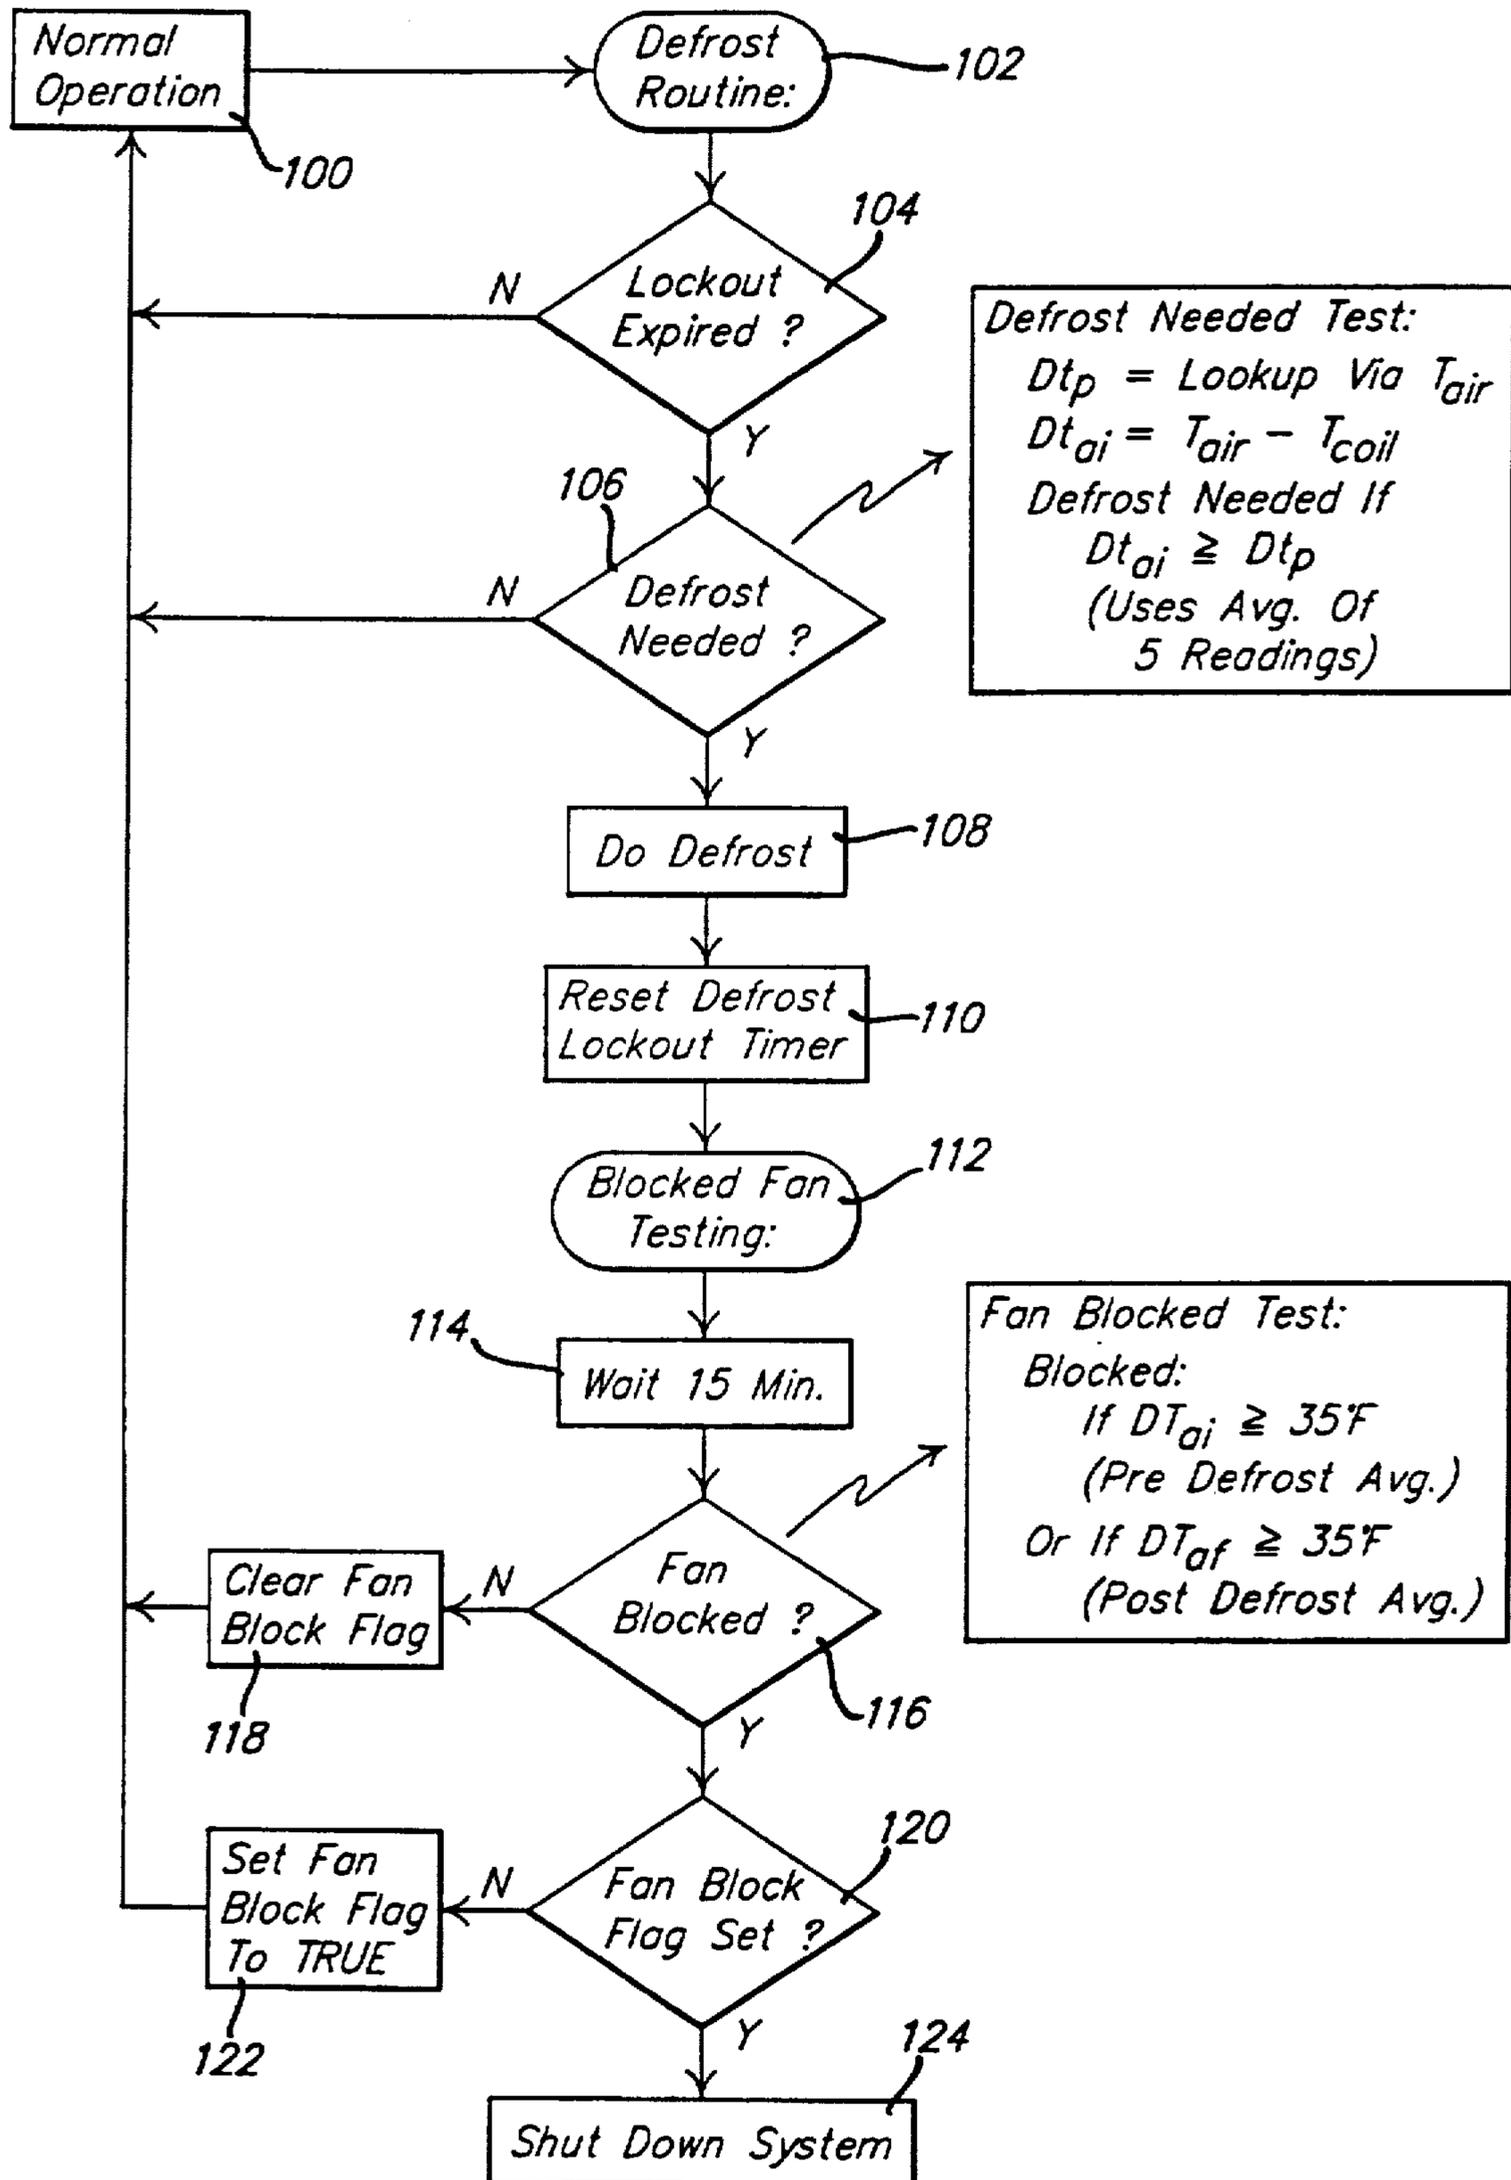 Normal
Operation
100
Defrost
Routine:
102
104
Lockout
Expired ?
N
Y
Defrost Needed Test:
Dtp = Lookup Via Tair
Dtai = Tair − Tcoil
Defrost Needed If
Dtai ≧ Dtp
(Uses Avg. Of
5 Readings)
106
Defrost
Needed ?
N
Y
Do Defrost
108
Reset Defrost
Lockout Timer
110
Blocked Fan
Testing:
112
114
Wait 15 Min.
Fan Blocked Test:
Blocked:
If DTai ≧ 35°F
(Pre Defrost Avg.)
Or If DTaf ≧ 35°F
(Post Defrost Avg.)
Fan
Blocked ?
N
Y
116
Clear Fan
Block Flag
118
120
Fan Block
Flag Set ?
N
Y
Set Fan
Block Flag
To TRUE
122
124
Shut Down System